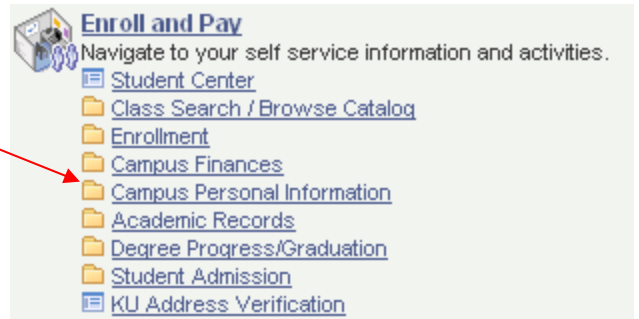 Enroll and Pay
Navigate to your self service information and activities.
Student Center
Class Search / Browse Catalog
Enrollment
Campus Finances
Campus Personal Information
Academic Records
Degree Progress/Graduation
Student Admission
KU Address Verification